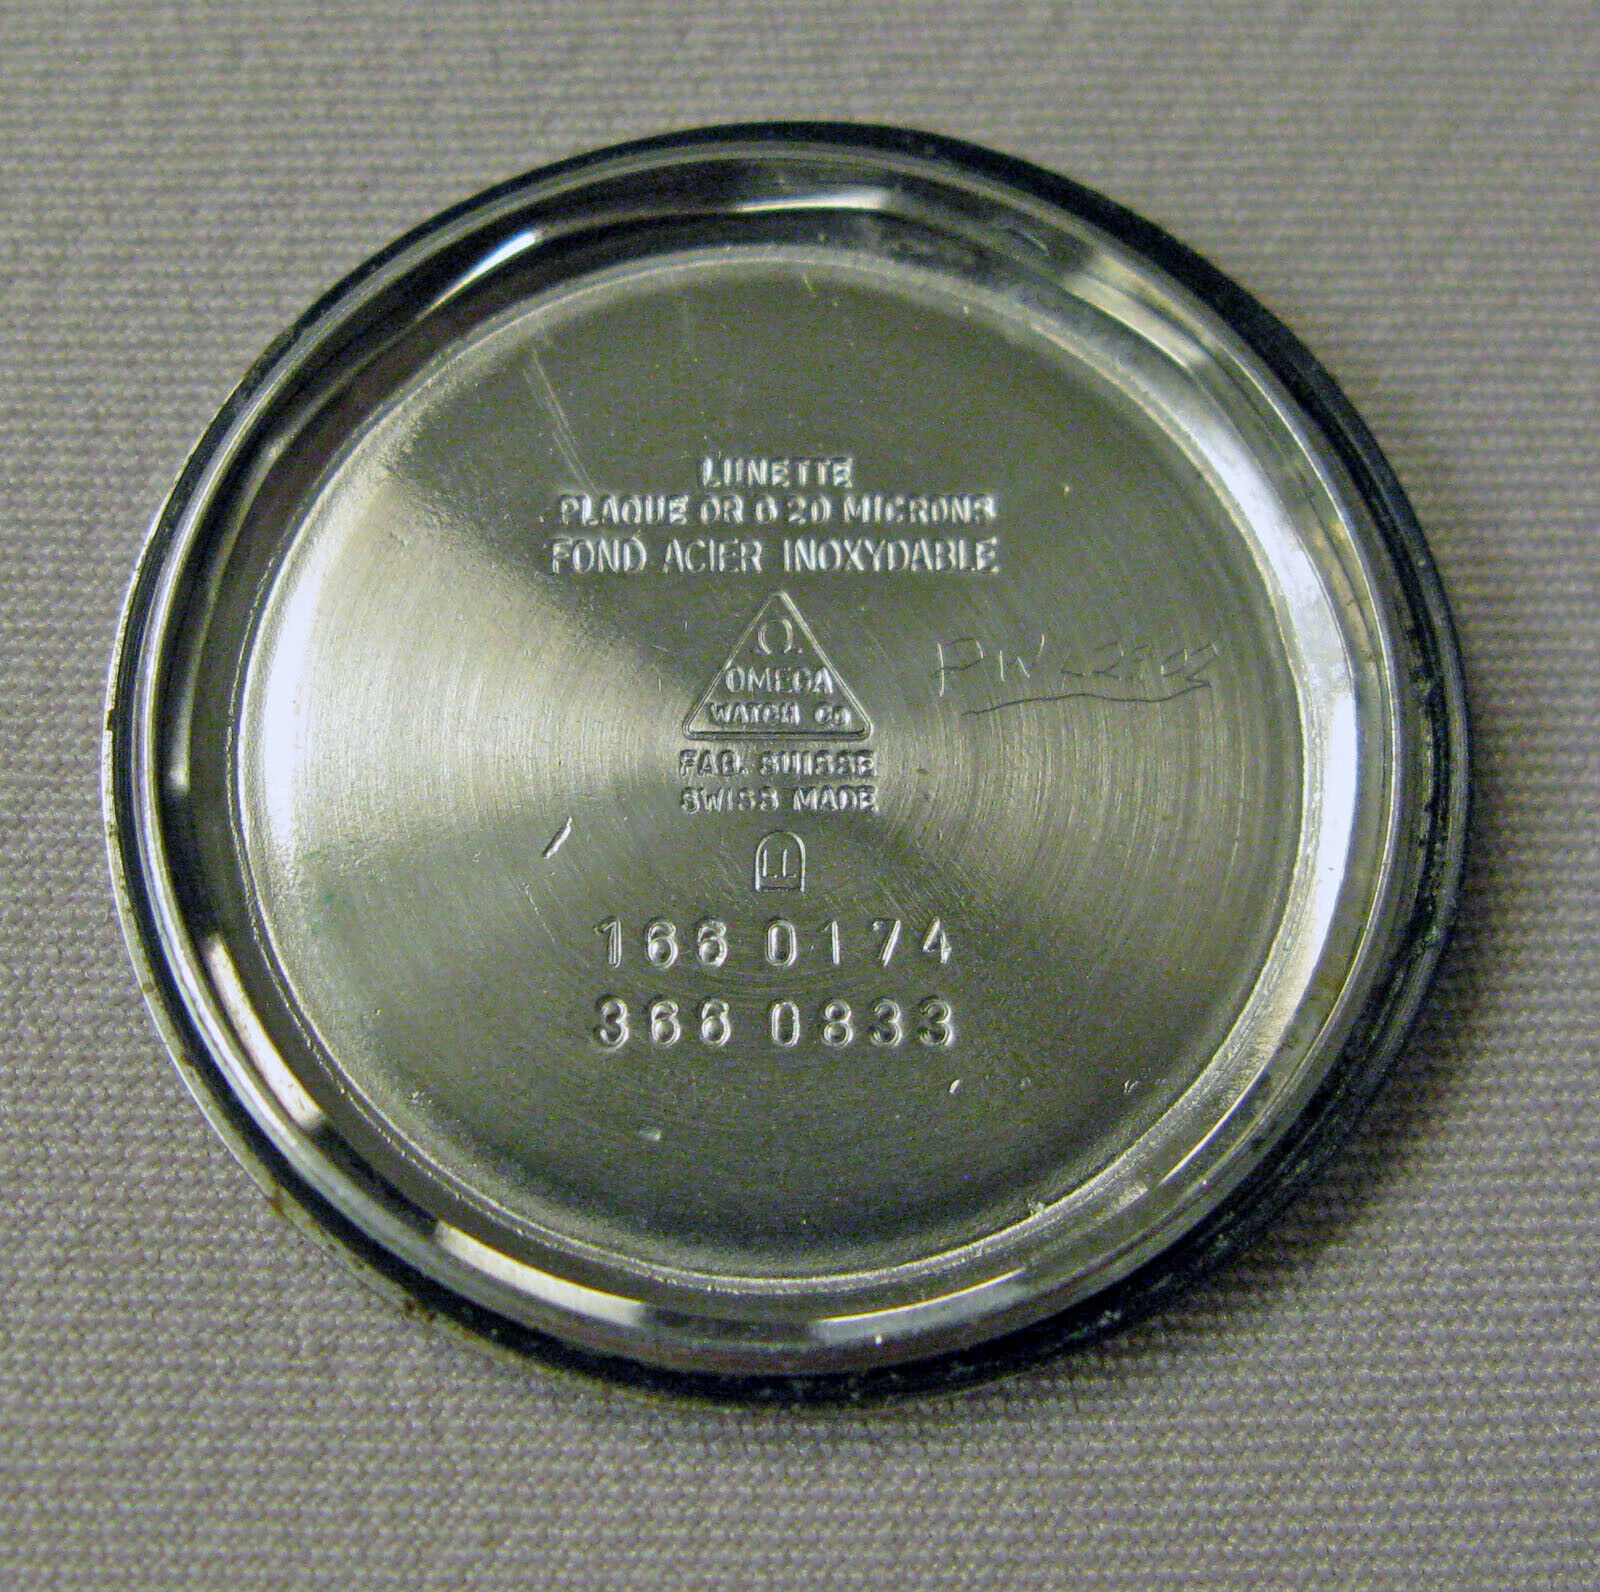 LUNETTE
PLAQUE OR G 20 MICRONS
FOND ACIER INOXYDABLE
Ω
OMEGA
WATCH Co
FAB. SUISSE
SWISS MADE
166 0174
366 0833
PW